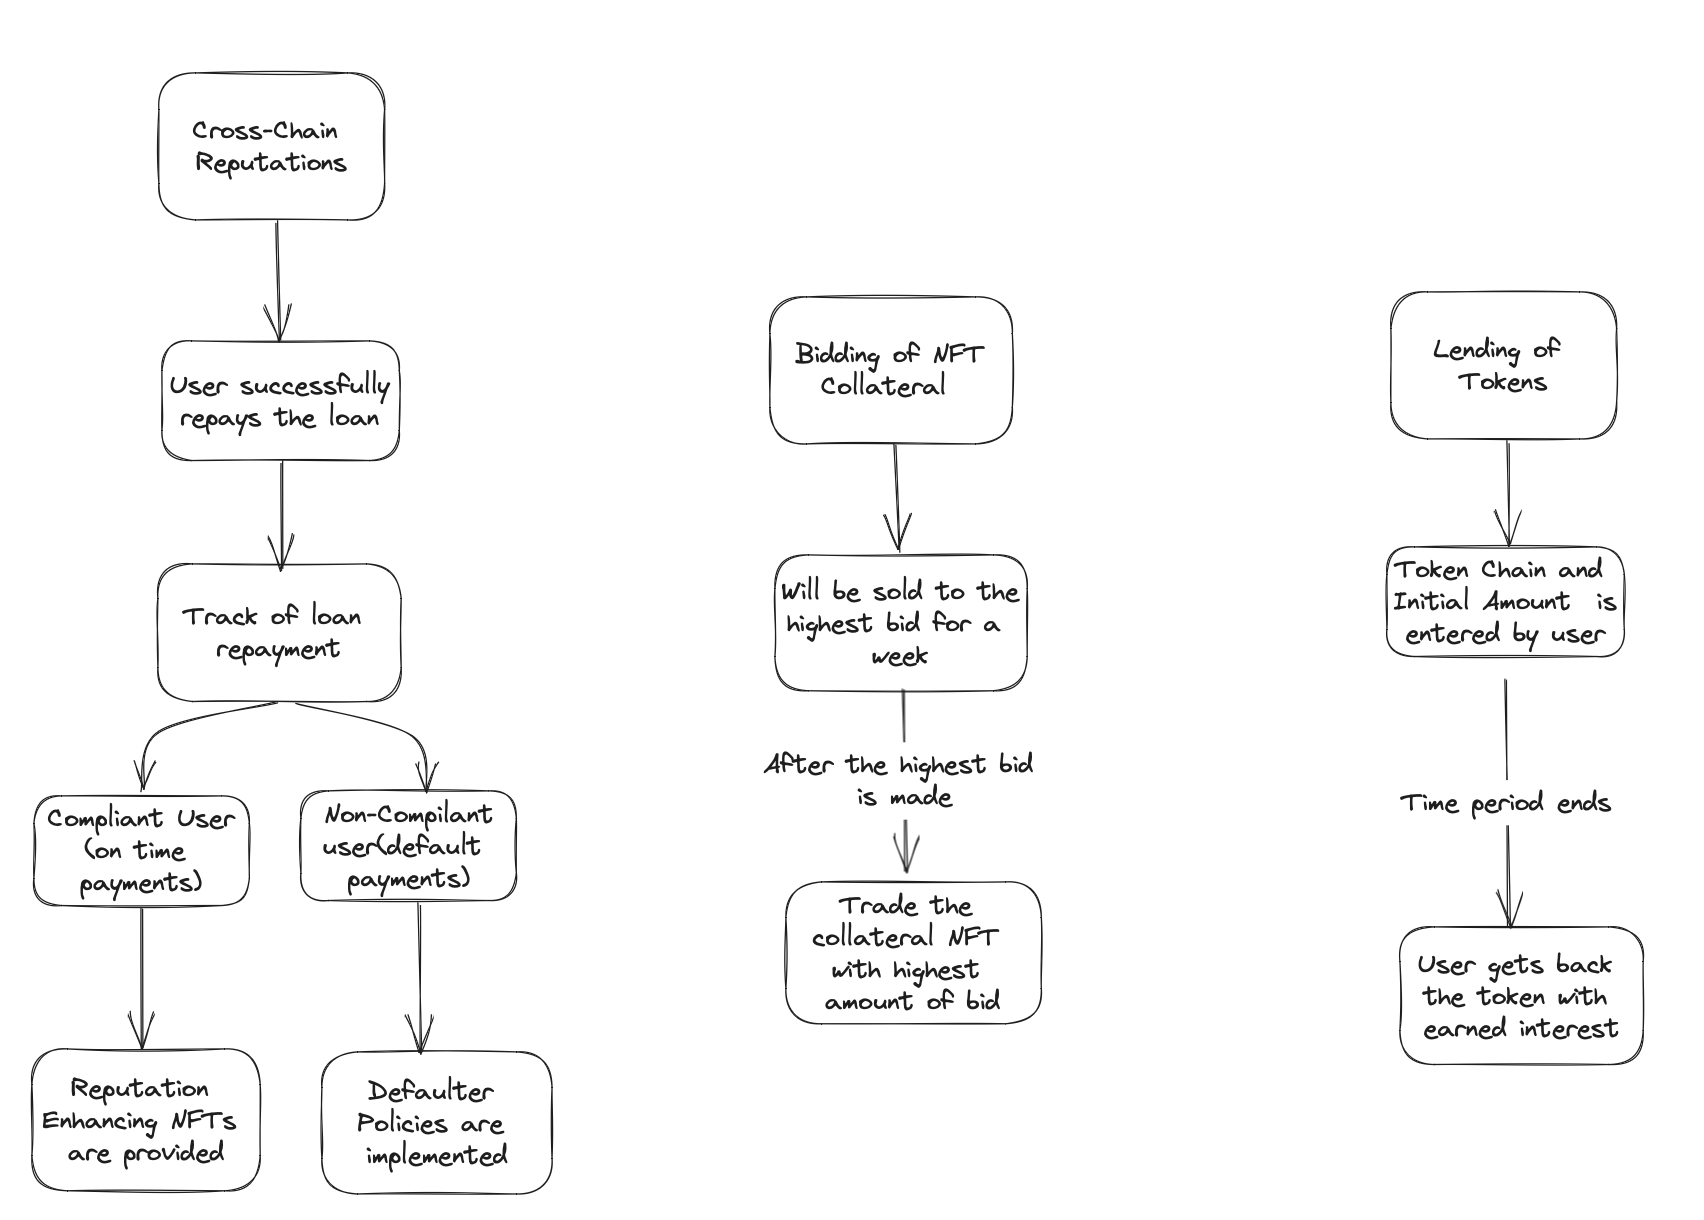 Cross-Chain
Reputations
User successfully
repays the loan
Track of loan
repayment
Compliant User
(on time
payments)
Non-Compilant
user(default
payments)
Reputation
Enhancing NFTs
are provided
Defaulter
Policies are
implemented
Bidding of NFT
Collateral
Will be sold to the
highest bid for a
week
After the highest bid
is made
Trade the
collateral NFT
with highest
amount of bid
Lending of
Tokens
Token Chain and
Initial Amount is
entered by user
Time period ends
User gets back
the token with
earned interest